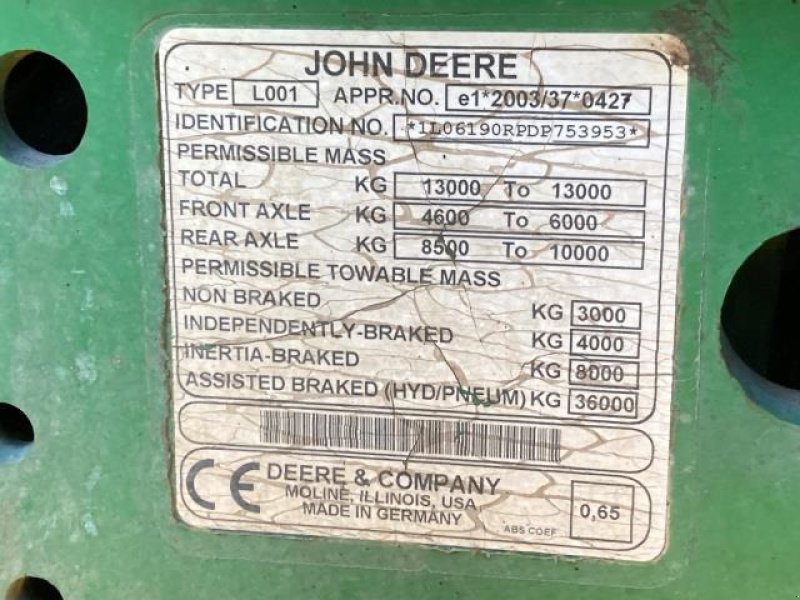 JOHN DEERE
TYPE L001 APPR.NO. e1*2003/37*0427
IDENTIFICATION NO. *1L06190RPDP753953*
PERMISSIBLE MASS
TOTAL KG 13000 To 13000
FRONT AXLE KG 4600 To 6000
REAR AXLE KG 8500 To 10000
PERMISSIBLE TOWABLE MASS
NON BRAKED KG 3000
INDEPENDENTLY-BRAKED KG 4000
INERTIA-BRAKED KG 8000
ASSISTED BRAKED (HYD/PNEUM) KG 36000
CE DEERE & COMPANY
MOLINE, ILLINOIS, USA
MADE IN GERMANY
ABS COEF 0,65